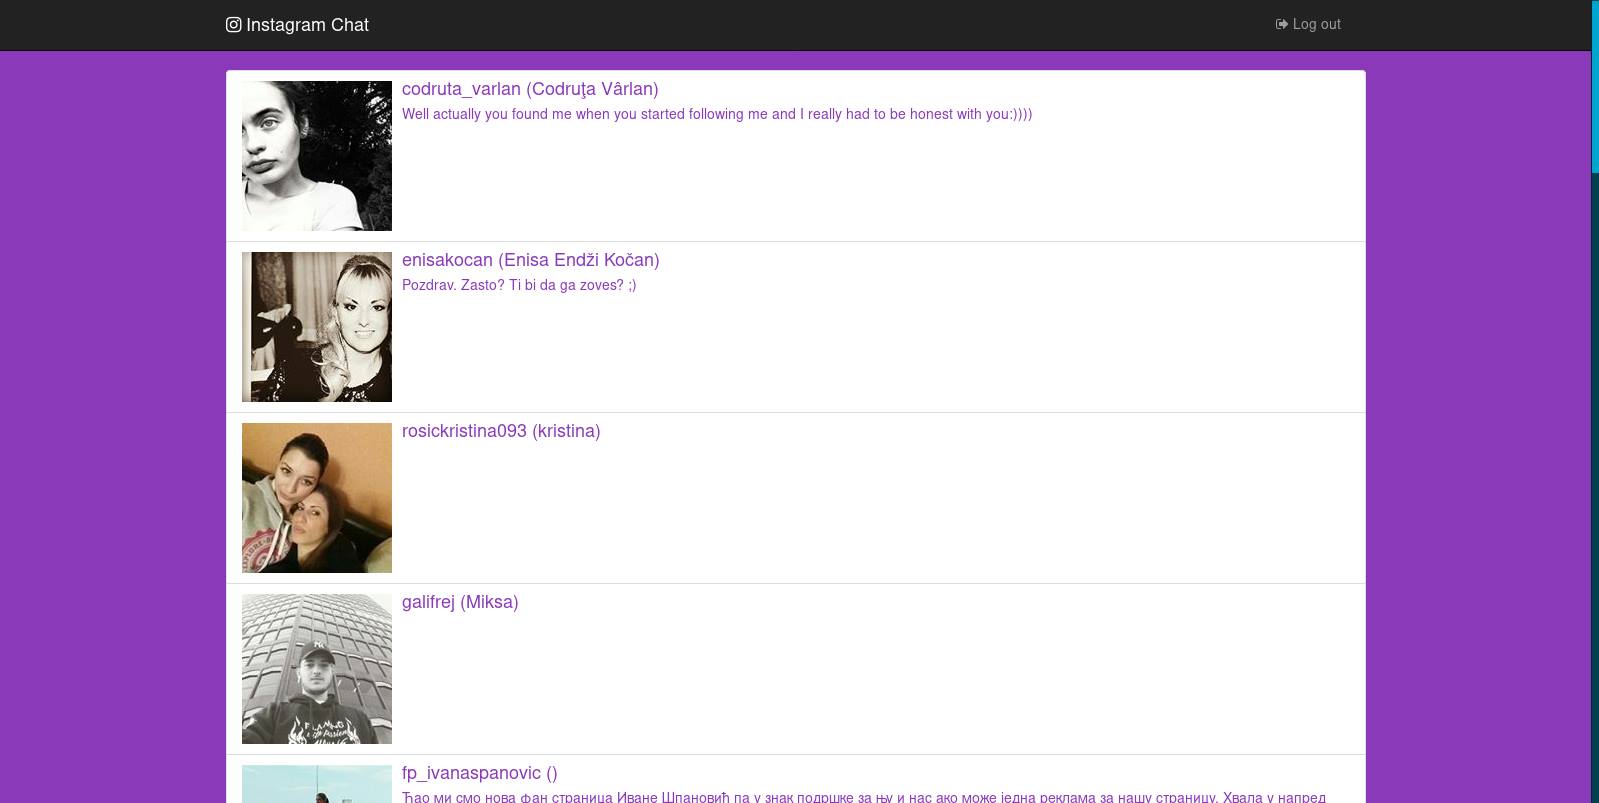 Instagram Chat
Log out
codruta_varlan (Codruţa Vârlan)
Well actually you found me when you started following me and I really had to be honest with you:))))
enisakocan (Enisa Endži Kočan)
Pozdrav. Zasto? Ti bi da ga zoves? ;)
rosickristina093 (kristina)
galifrej (Miksa)
fp_ivanaspanovic ()
Ћао ми смо нова фан страница Иване Шпановић па у знак подршке за њу и нас ако може једна реклама за нашу страницу. Хвала у напред